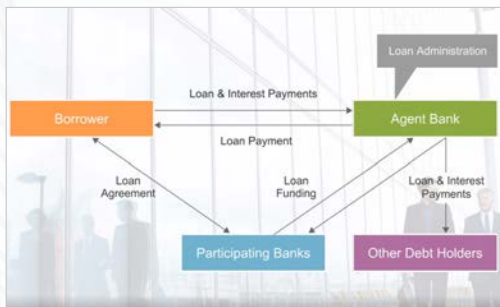 Loan Administration
Loan & Interest Payments
Borrower
Agent Bank
Loan Payment
Loan
Agreement
Loan
Funding
Loan & Interest
Payments
Participating Banks
Other Debt Holders